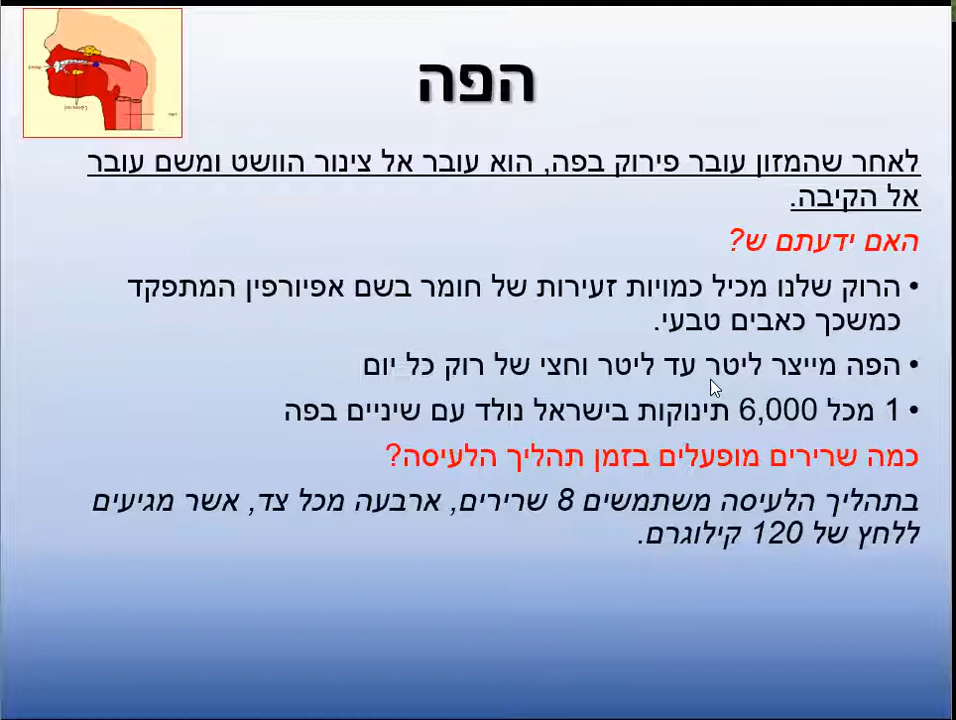 הפה
לאחר שהמזון עובר פירוק בפה, הוא עובר אל צינור הוושט ומשם עובר
אל הקיבה.
האם ידעתם ש?
• הרוק שלנו מכיל כמויות זעירות של חומר בשם אפיורפין המתפקד
כמשכך כאבים טבעי.
• הפה מייצר ליטר עד ליטר וחצי של רוק כל יום
• 1 מכל 6,000 תינוקות בישראל נולד עם שיניים בפה
כמה שרירים מופעלים בזמן תהליך הלעיסה?
בתהליך הלעיסה משתמשים 8 שרירים, ארבעה מכל צד, אשר מגיעים
ללחץ של 120 קילוגרם.